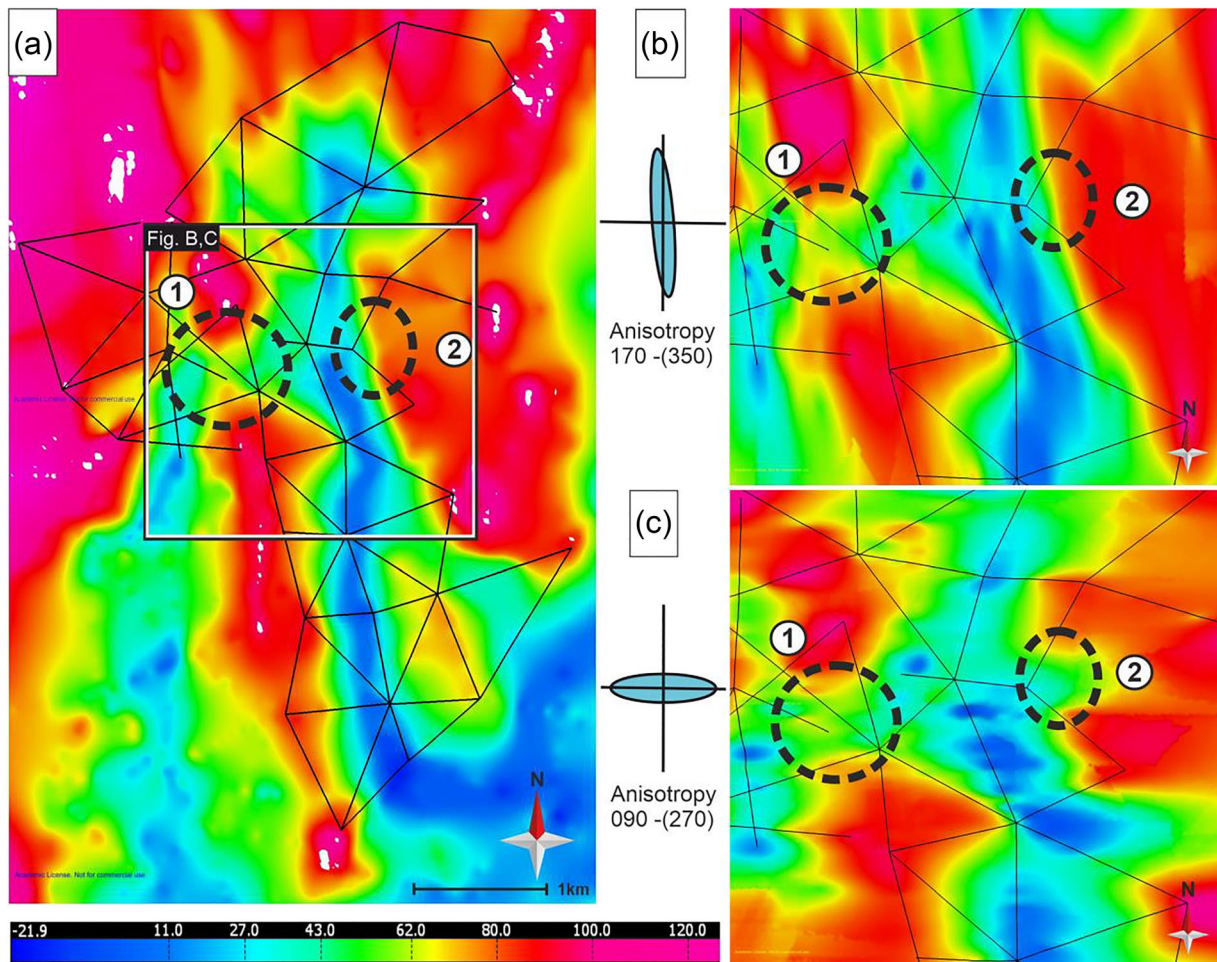 (a)
Fig. B,C
1
2
Academic License. Not for commercial use.
Academic License. Not for commercial use
N
1km
-21.9 11.0 27.0 43.0 62.0 80.0 100.0 120.0
(b)
Anisotropy
170 -(350)
1
2
N
(c)
Anisotropy
090 -(270)
1
2
N